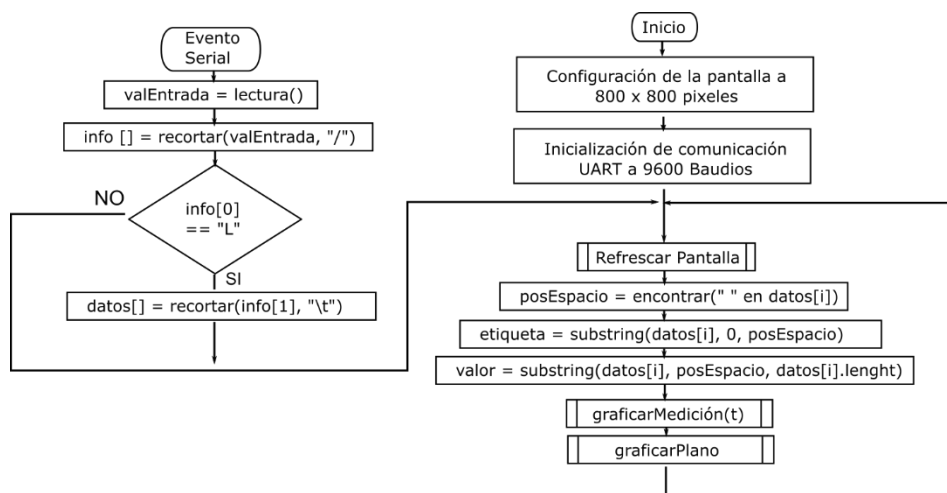 Evento
Serial
valEntrada = lectura()
info [] = recortar(valEntrada, "/")
NO
info[0]
== "L"
SI
datos[] = recortar(info[1], "\t")
Inicio
Configuración de la pantalla a
800 x 800 pixeles
Inicialización de comunicación
UART a 9600 Baudios
Refrescar Pantalla
posEspacio = encontrar(" " en datos[i])
etiqueta = substring(datos[i], 0, posEspacio)
valor = substring(datos[i], posEspacio, datos[i].lenght)
graficarMedición(t)
graficarPlano